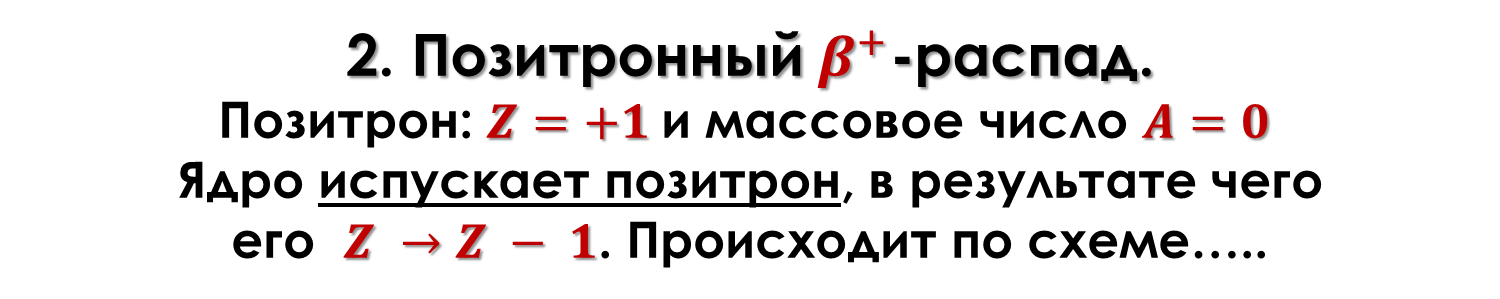 2. Позитронный β⁺-распад.
Позитрон: Z = +1 и массовое число A = 0
Ядро испускает позитрон, в результате чего
его Z → Z − 1. Происходит по схеме.....